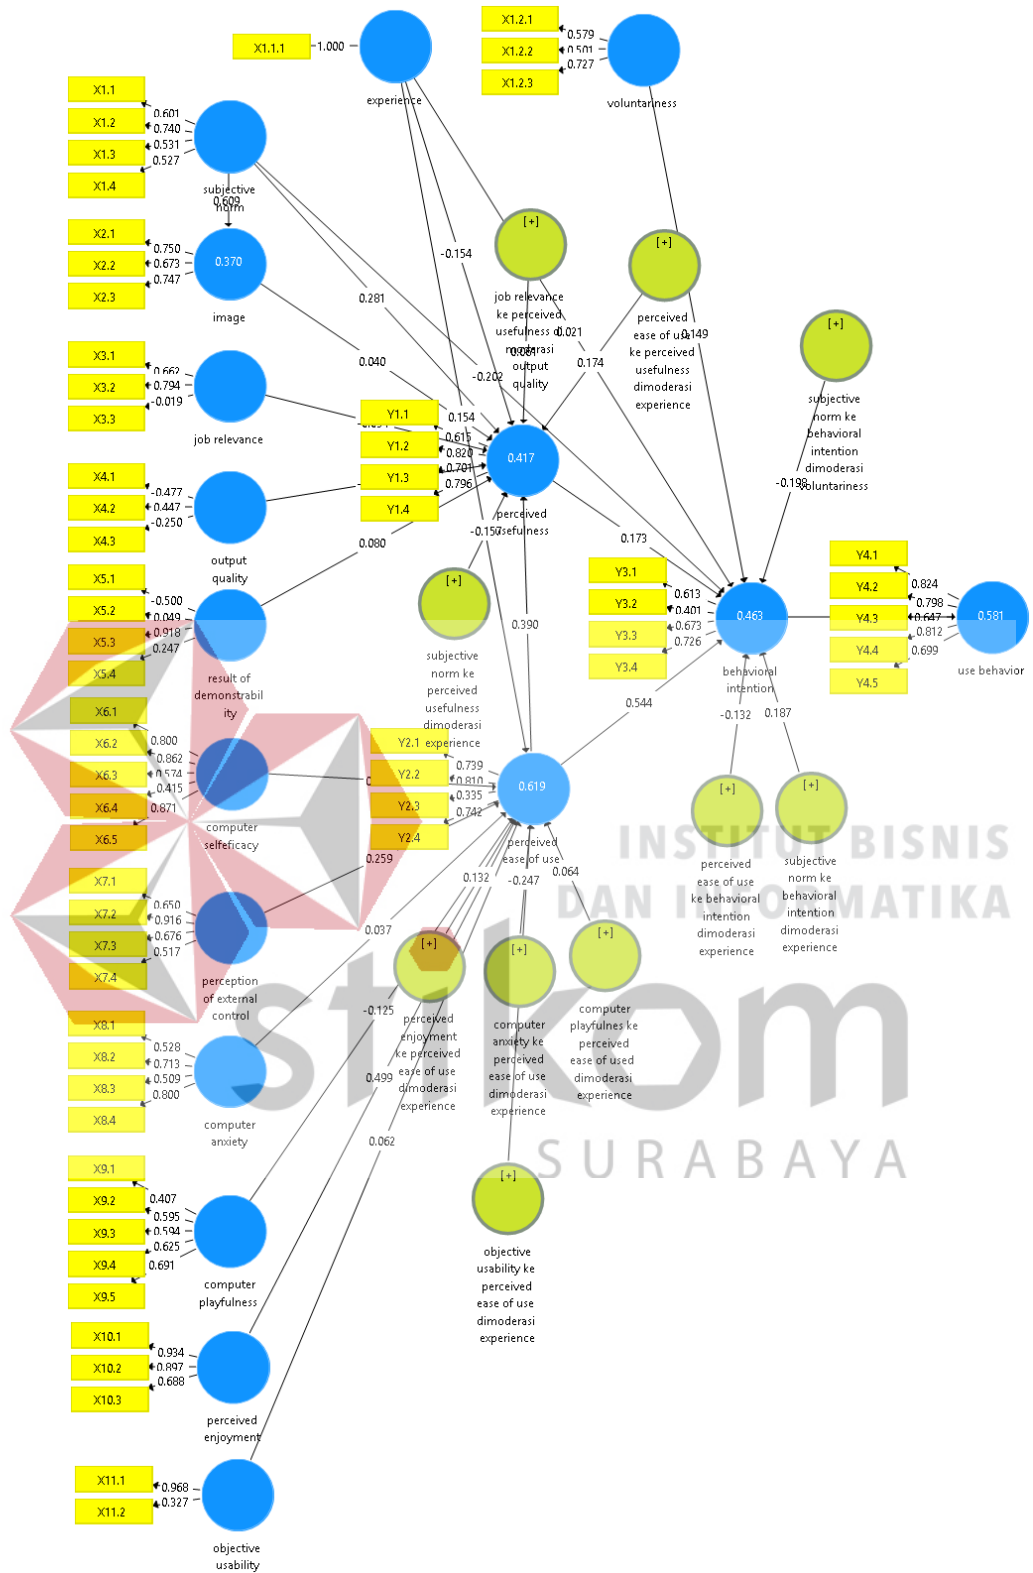 X1.1.1
1.000
experience
X1.2.1
X1.2.2
X1.2.3
0.579
0.501
0.727
voluntariness
X1.1
X1.2
X1.3
X1.4
0.601
0.740
0.531
0.527
subjective
norm
0.609
X2.1
X2.2
X2.3
0.750
0.673
0.747
0.370
image
X3.1
X3.2
X3.3
0.662
0.794
-0.019
job relevance
X4.1
X4.2
X4.3
-0.477
0.447
-0.250
output
quality
X5.1
X5.2
X5.3
X5.4
-0.500
0.049
0.918
0.247
result of
demonstrabil
ity
X6.1
X6.2
X6.3
X6.4
X6.5
0.800
0.862
0.574
0.415
0.871
computer
selfeficacy
X7.1
X7.2
X7.3
X7.4
0.650
0.916
0.676
0.517
perception
of external
control
X8.1
X8.2
X8.3
X8.4
0.528
0.713
0.509
0.800
computer
anxiety
X9.1
X9.2
X9.3
X9.4
X9.5
0.407
0.595
0.594
0.625
0.691
computer
playfulness
X10.1
X10.2
X10.3
0.934
0.897
0.688
perceived
enjoyment
X11.1
X11.2
0.968
0.327
objective
usability
[+]
job relevance
ke perceived
usefulness di
moderasi
output
quality
[+]
perceived
ease of use
ke perceived
usefulness
dimoderasi
experience
[+]
subjective
norm ke
behavioral
intention
dimoderasi
voluntariness
-0.154
0.281
0.021
0.149
0.040
-0.202
0.174
0.154
-0.198
Y1.1
Y1.2
Y1.3
Y1.4
0.615
0.820
0.701
0.796
0.417
perceived
usefulness
0.080
-0.157
0.173
0.390
[+]
subjective
norm ke
perceived
usefulness
dimoderasi
experience
Y3.1
Y3.2
Y3.3
Y3.4
0.613
0.401
0.673
0.726
0.463
behavioral
intention
Y4.1
Y4.2
Y4.3
Y4.4
Y4.5
0.824
0.798
0.647
0.812
0.699
0.581
use behavior
0.544
-0.132
0.187
Y2.1
Y2.2
Y2.3
Y2.4
0.739
0.810
0.335
0.742
0.619
perceived
ease of use
0.259
0.132
-0.247
0.064
0.037
-0.125
0.499
0.062
[+]
perceived
ease of use
ke behavioral
intention
dimoderasi
experience
[+]
subjective
norm ke
behavioral
intention
dimoderasi
experience
[+]
perceived
enjoyment
ke perceived
ease of use
dimoderasi
experience
[+]
computer
anxiety ke
perceived
ease of use
dimoderasi
experience
[+]
computer
playfulnes ke
perceived
ease of used
dimoderasi
experience
[+]
objective
usability ke
perceived
ease of use
dimoderasi
experience
INSTITUT BISNIS
DAN INFORMATIKA
stikom
SURABAYA